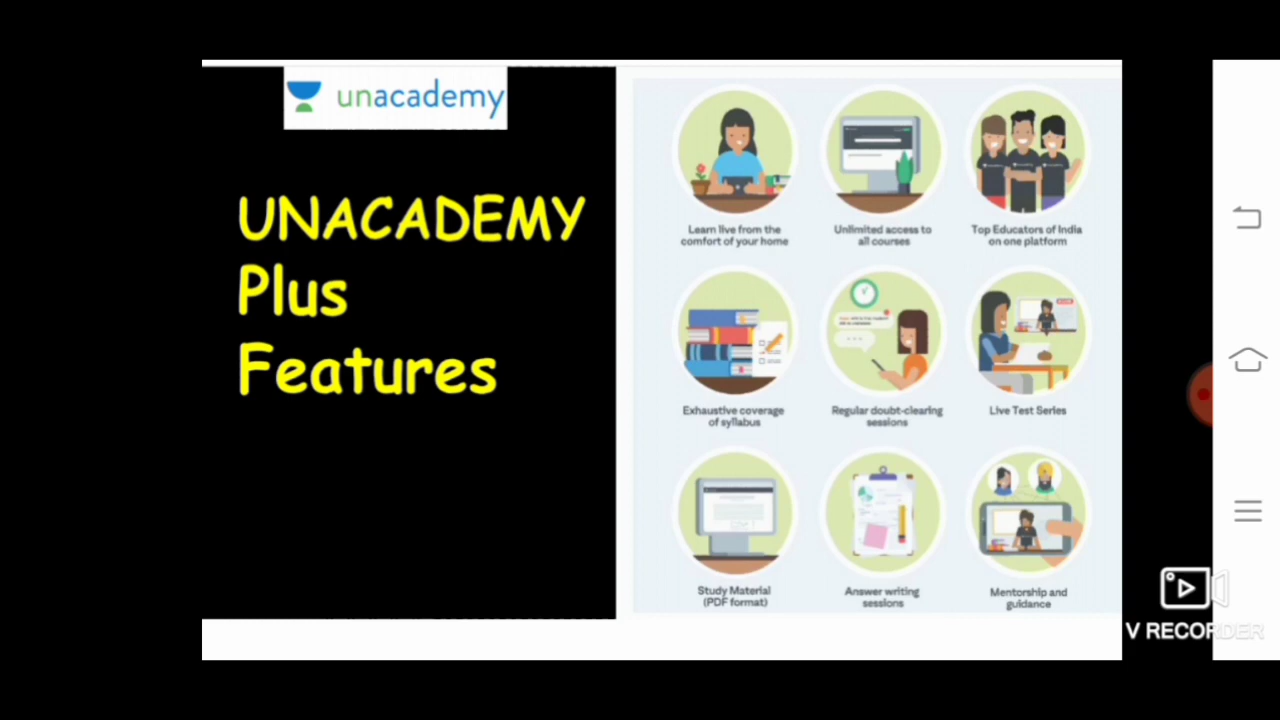 unacademy
UNACADEMY
Plus
Features
Learn live from the
comfort of your home
Unlimited access to
all courses
Top Educators of India
on one platform
Exhaustive coverage
of syllabus
Regular doubt-clearing
sessions
Live Test Series
Study Material
(PDF format)
Answer writing
sessions
Mentorship and
guidance
V RECORDER